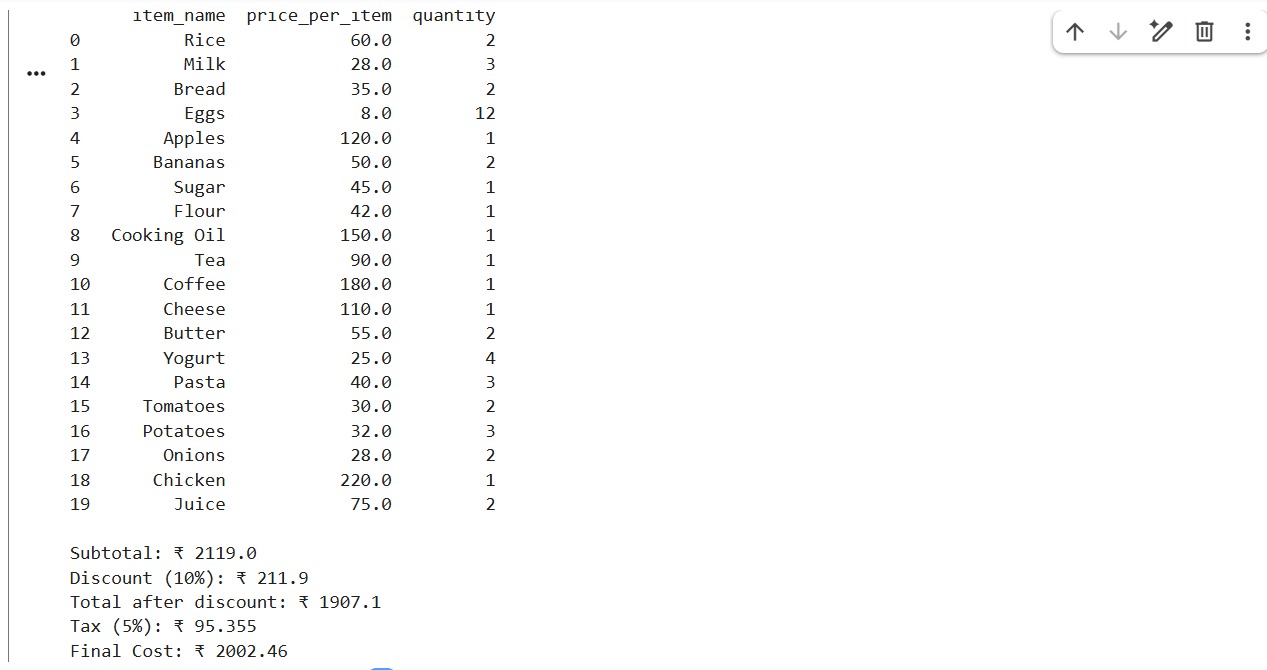 item_name price_per_item quantity
0 Rice 60.0 2
1 Milk 28.0 3
2 Bread 35.0 2
3 Eggs 8.0 12
4 Apples 120.0 1
5 Bananas 50.0 2
6 Sugar 45.0 1
7 Flour 42.0 1
8 Cooking Oil 150.0 1
9 Tea 90.0 1
10 Coffee 180.0 1
11 Cheese 110.0 1
12 Butter 55.0 2
13 Yogurt 25.0 4
14 Pasta 40.0 3
15 Tomatoes 30.0 2
16 Potatoes 32.0 3
17 Onions 28.0 2
18 Chicken 220.0 1
19 Juice 75.0 2
Subtotal: ₹ 2119.0
Discount (10%): ₹ 211.9
Total after discount: ₹ 1907.1
Tax (5%): ₹ 95.355
Final Cost: ₹ 2002.46